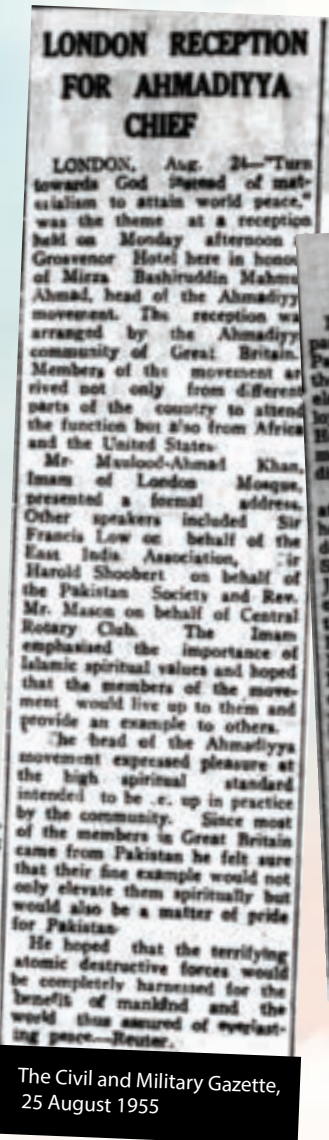 LONDON RECEPTION
FOR AHMADIYYA
CHIEF
LONDON, Aug. 24—"Turn
towards God instead of mat-
erialism to attain world peace,"
was the theme at a reception
held on Monday afternoon
Grosvenor Hotel here in honou
of Mirza Bashiruddin Mahmu
Ahmad, head of the Ahmadiyy
movement. The reception wa
arranged by the Ahmadiyy
community of Great Britain.
Members of the movement ar
rived not only from different
parts of the country to attend
the function but also from Africa
and the United States.
Mr. Maulood-Ahmad Khan,
Imam of London Mosque,
presented a formal address.
Other speakers included Sir
Francis Low on behalf of the
East India Association, ir
Harold Shoobert on behalf of
the Pakistan Society and Rev.
Mr. Mason on behalf of Central
Rotary Club. The Imam
emphasised the importance of
Islamic spiritual values and hoped
that the members of the move-
ment would live up to them and
provide an example to others.
he head of the Ahmadiyya
movement expressed pleasure at
the high spiritual standard
intended to be up in practice
by the community. Since most
of the members in Great Britain
came from Pakistan he felt sure
that their fine example would not
only elevate them spiritually but
would also be a matter of pride
for Pakistan.
He hoped that the terrifying
atomic destructive forces would
be completely harnessed for the
benefit of mankind and the
world thus assured of everlast-
ing peace—Reuter.
The Civil and Military Gazette,
25 August 1955